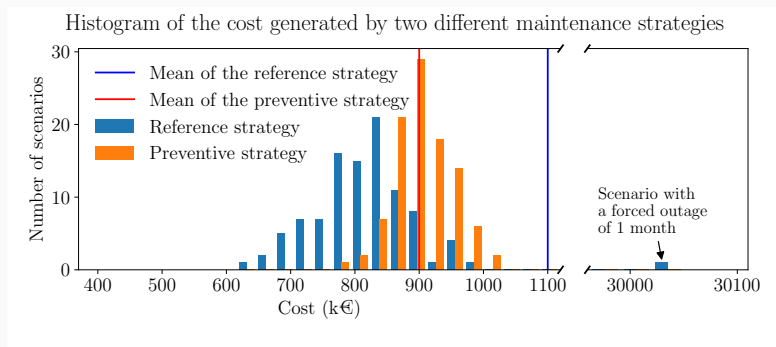 Histogram of the cost generated by two different maintenance strategies
Number of scenarios
30
20
10
0
Mean of the reference strategy
Mean of the preventive strategy
Reference strategy
Preventive strategy
Scenario with
a forced outage
of 1 month
400 500 600 700 800 900 1000 1100 30000 30100
Cost (k€)